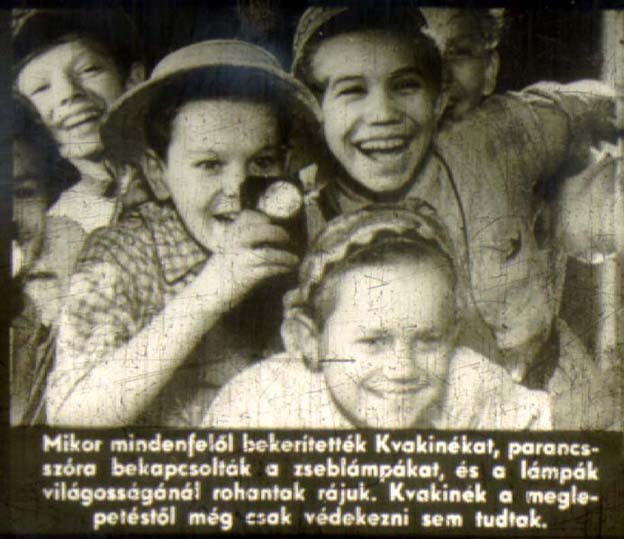 Mikor mindenfelől bekerítették Kvakinékat, parancs-
szóra bekapcsolták a zseblámpákat, és a lámpák
világosságánál rohantak rájuk. Kvakinék a megle-
petéstől még csak védekezni sem tudtak.